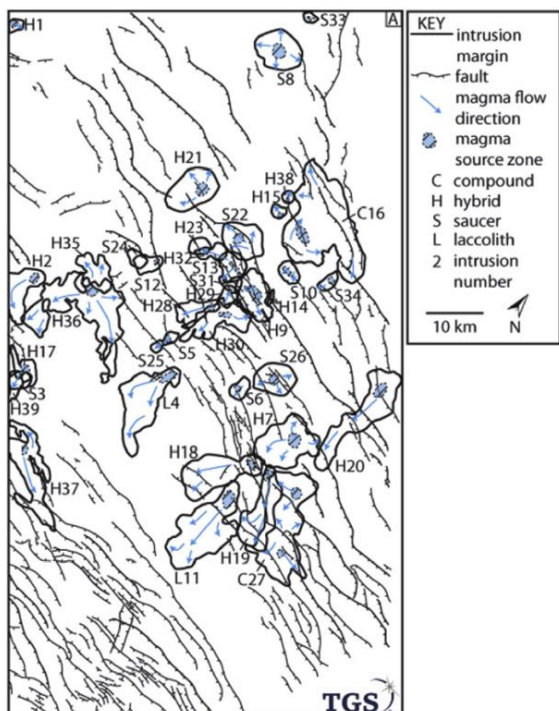 H1
S33
A
S8
H21
H38
H15
C16
H23
S22
H35
S24
H32
H2
S13
S12
S31
S10
S34
H29
H28
H14
H36
H9
H30
S5
H17
S25
S26
S3
L4
S6
H39
H7
H18
H20
H37
H19
L11
C27
TGS
KEY
intrusion
margin
fault
magma flow
direction
magma
source zone
C compound
H hybrid
S saucer
L laccolith
2 intrusion
number
10 km N